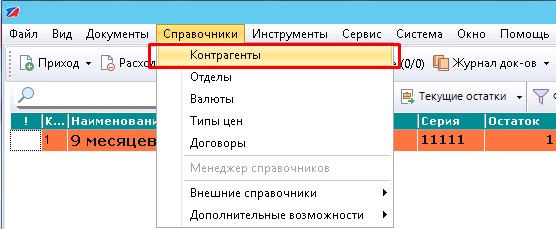 Файл Вид Документы Справочники Инструменты Сервис Система Окно Помощь
Приход Расхо (0/0) Журнал док-ов
Контрагенты
Отделы
Валюты
Типы цен
Договоры
Менеджер справочников
Внешние справочники
Дополнительные возможности
Текущие остатки
! К... Наименовани Серия Остаток
1 9 месяцев 11111 1